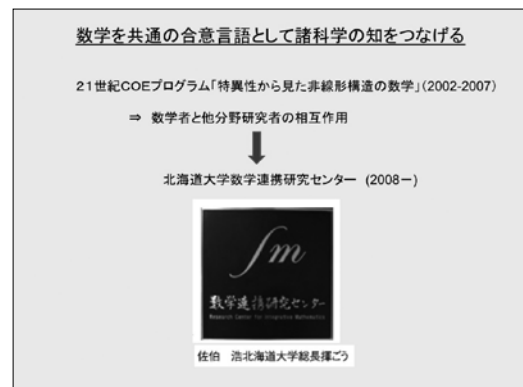 数学を共通の合意言語として諸科学の知をつなげる
21世紀COEプログラム「特異性から見た非線形構造の数学」(2002-2007)
⇒ 数学者と他分野研究者の相互作用
北海道大学数学連携研究センター (2008ー)
∫m
数学連携研究センター
Research Center for Integrative Mathematics
佐伯 浩北海道大学総長揮ごう